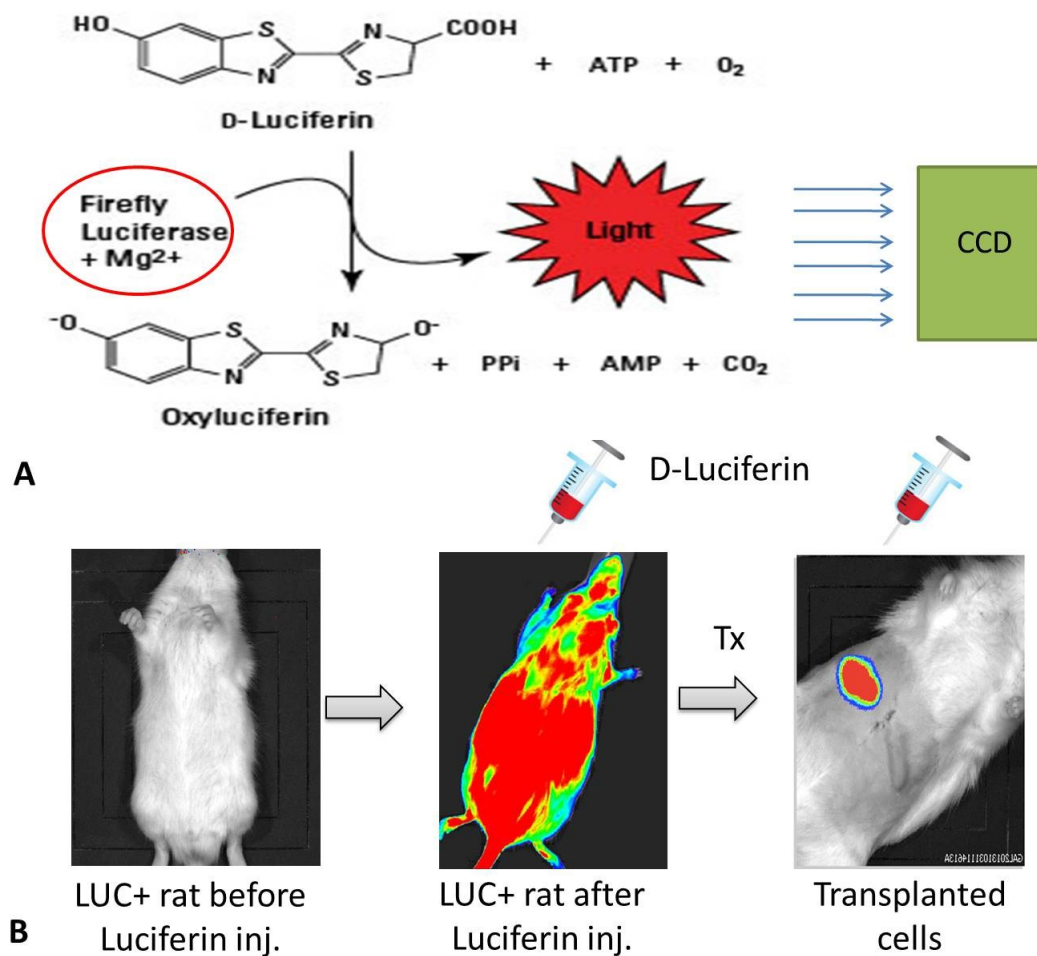 HO
S
N
N
S
COOH
+ ATP + O₂
D-Luciferin
Firefly
Luciferase
+ Mg²⁺
Light
CCD
⁻O
S
N
N
S
O⁻
+ PPi + AMP + CO₂
Oxyluciferin
A
D-Luciferin
Tx
GAL20131031114613A
LUC+ rat before
Luciferin inj.
LUC+ rat after
Luciferin inj.
Transplanted
cells
B